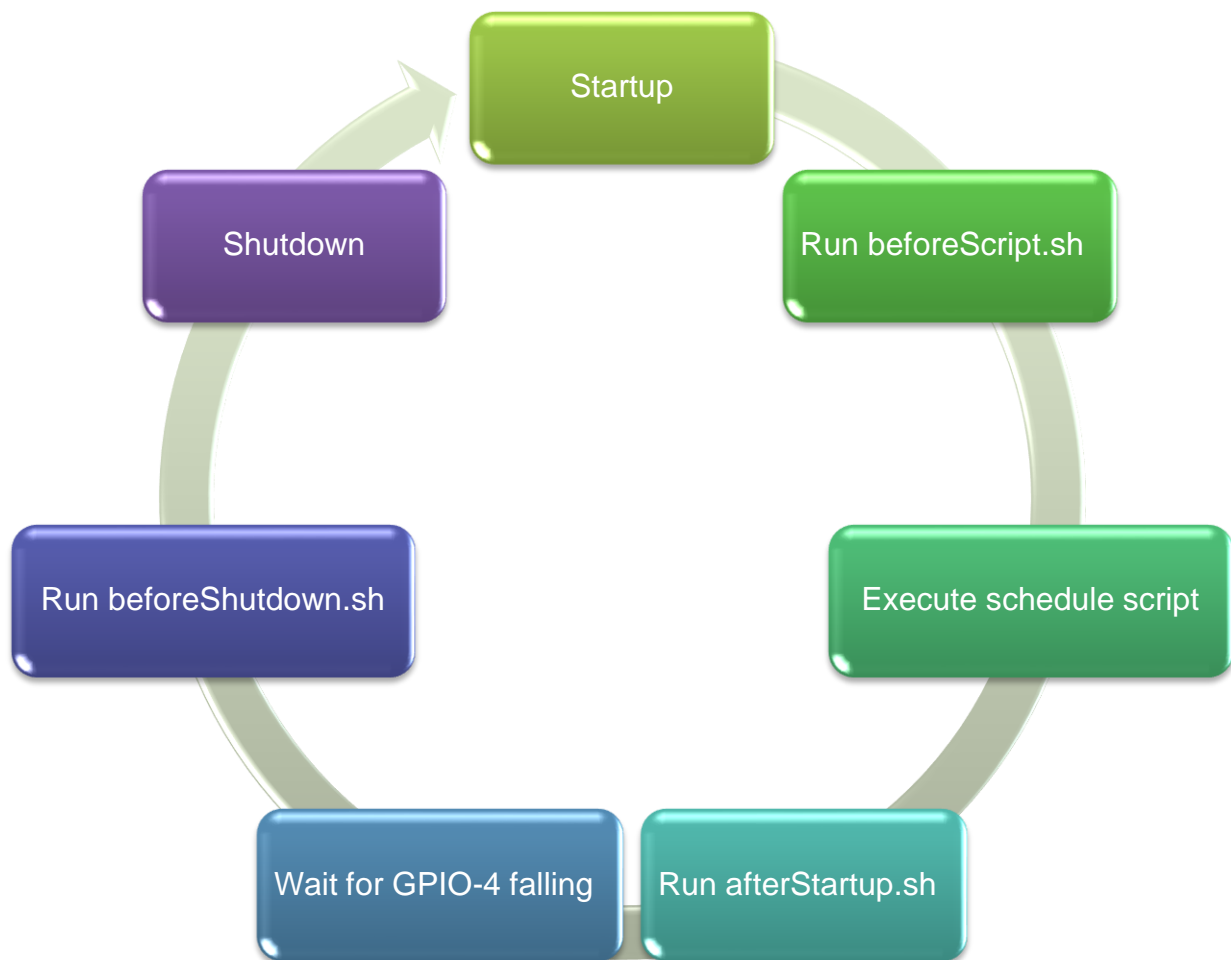 Startup
Run beforeScript.sh
Execute schedule script
Run afterStartup.sh
Wait for GPIO-4 falling
Run beforeShutdown.sh
Shutdown